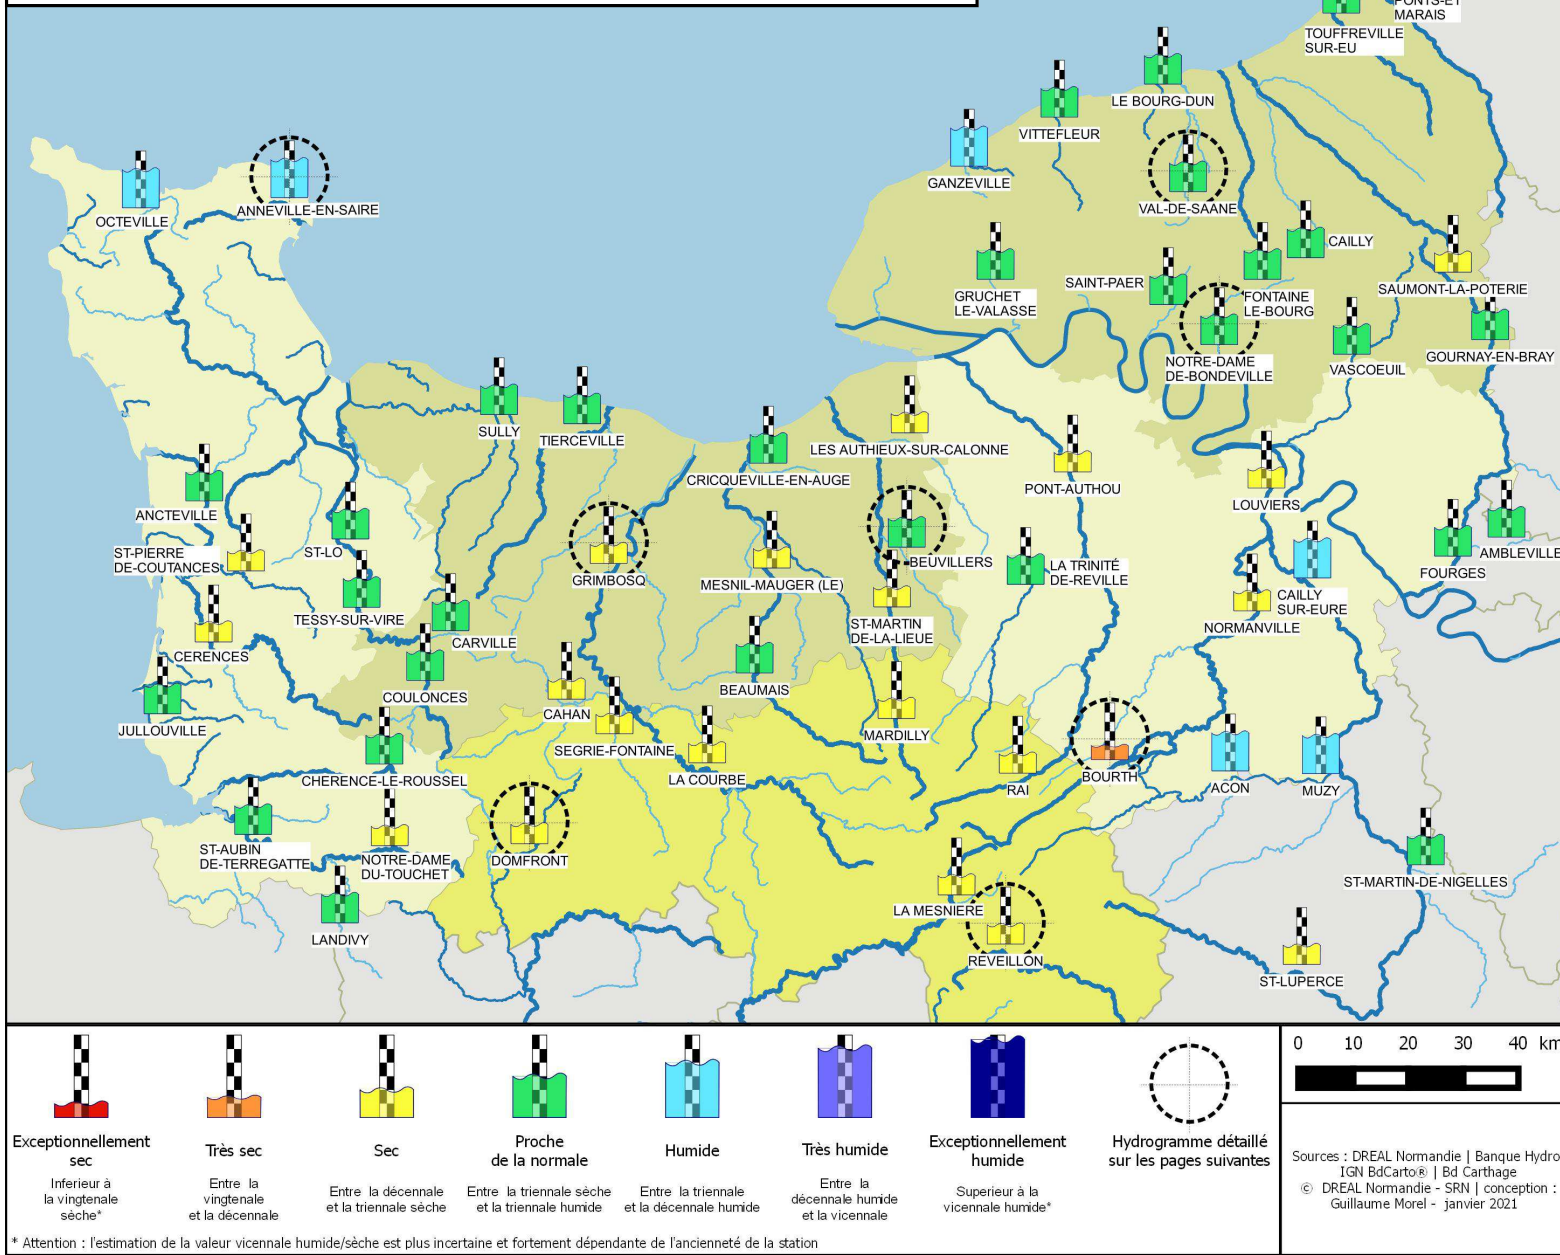 PONTS-ET
MARAIS
TOUFFREVILLE
SUR-EU
LE BOURG-DUN
VITTEFLEUR
GANZEVILLE
VAL-DE-SAANE
OCTEVILLE
ANNEVILLE-EN-SAIRE
CAILLY
SAINT-PAER
FONTAINE
LE-BOURG
SAUMONT-LA-POTERIE
GRUCHET
LE-VALASSE
NOTRE-DAME
DE-BONDEVILLE
VASCOEUIL
GOURNAY-EN-BRAY
SULLY
TIERCEVILLE
CRICQUEVILLE-EN-AUGE
LES AUTHIEUX-SUR-CALONNE
PONT-AUTHOU
LOUVIERS
ANCTEVILLE
ST-PIERRE
DE-COUTANCES
ST-LO
GRIMBOSQ
MESNIL-MAUGER (LE)
BEUVILLERS
LA TRINITÉ
DE-REVILLE
FOURGES
AMBLEVILLE
CAILLY
SUR-EURE
NORMANVILLE
TESSY-SUR-VIRE
CARVILLE
ST-MARTIN
DE-LA-LIEUE
CERENCES
COULONCES
BEAUMAIS
JULLOUVILLE
CAHAN
SEGRIE-FONTAINE
MARDILLY
CHERENCE-LE-ROUSSEL
LA COURBE
RAI
BOURTH
ACON
MUZY
ST-AUBIN
DE-TERREGATTE
NOTRE-DAME
DU-TOUCHET
DOMFRONT
ST-MARTIN-DE-NIGELLES
LANDIVY
LA MESNIERE
REVEILLON
ST-LUPERCE
Exceptionnellement
sec
Inferieur à
la vingtenale
sèche*
Très sec
Entre la
vingtenale
et la décennale
Sec
Entre la décennale
et la triennale sèche
Proche
de la normale
Entre la triennale sèche
et la triennale humide
Humide
Entre la triennale
et la décennale humide
Très humide
Entre la
décennale humide
et la vicennale
Exceptionnellement
humide
Superieur à la
vicennale humide*
Hydrogramme détaillé
sur les pages suivantes
0 10 20 30 40 km
Sources : DREAL Normandie | Banque Hydro
IGN BdCarto® | Bd Carthage
© DREAL Normandie - SRN | conception :
Guillaume Morel - janvier 2021
* Attention : l'estimation de la valeur vicennale humide/sèche est plus incertaine et fortement dépendante de l'ancienneté de la station